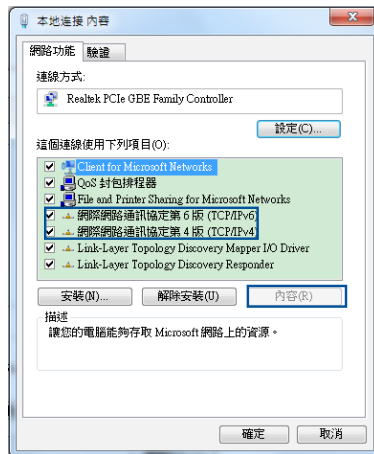 本地连接 內容
網路功能 驗證
連線方式:
Realtek PCIe GBE Family Controller
設定(C)...
這個連線使用下列項目(O):
Client for Microsoft Networks
QoS 封包排程器
File and Printer Sharing for Microsoft Networks
網際網路通訊協定第 6 版 (TCP/IPv6)
網際網路通訊協定第 4 版 (TCP/IPv4)
Link-Layer Topology Discovery Mapper I/O Driver
Link-Layer Topology Discovery Responder
安裝(N)... 解除安裝(U) 內容(R)
描述
讓您的電腦能夠存取 Microsoft 網路上的資源。
確定 取消